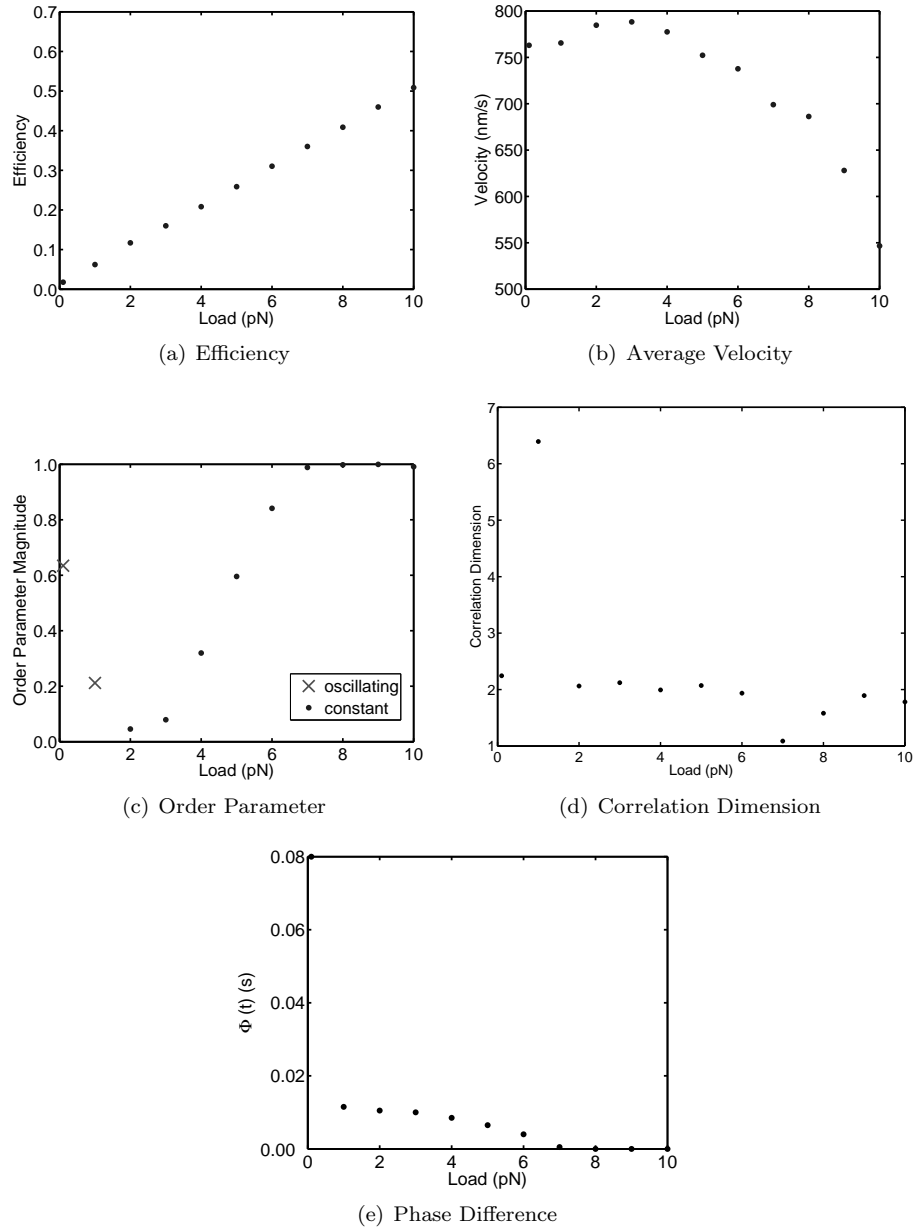 0.7
0.6
0.5
0.4
0.3
0.2
0.1
0.0
Efficiency
0 2 4 6 8 10
Load (pN)
(a) Efficiency
800
750
700
650
600
550
500
Velocity (nm/s)
0 2 4 6 8 10
Load (pN)
(b) Average Velocity
1.0
0.8
0.6
0.4
0.2
0.0
Order Parameter Magnitude
oscillating
constant
0 2 4 6 8 10
Load (pN)
(c) Order Parameter
7
6
5
4
3
2
1
Correlation Dimension
0 2 4 6 8 10
Load (pN)
(d) Correlation Dimension
0.08
0.06
0.04
0.02
0.00
Φ (t) (s)
0 2 4 6 8 10
Load (pN)
(e) Phase Difference